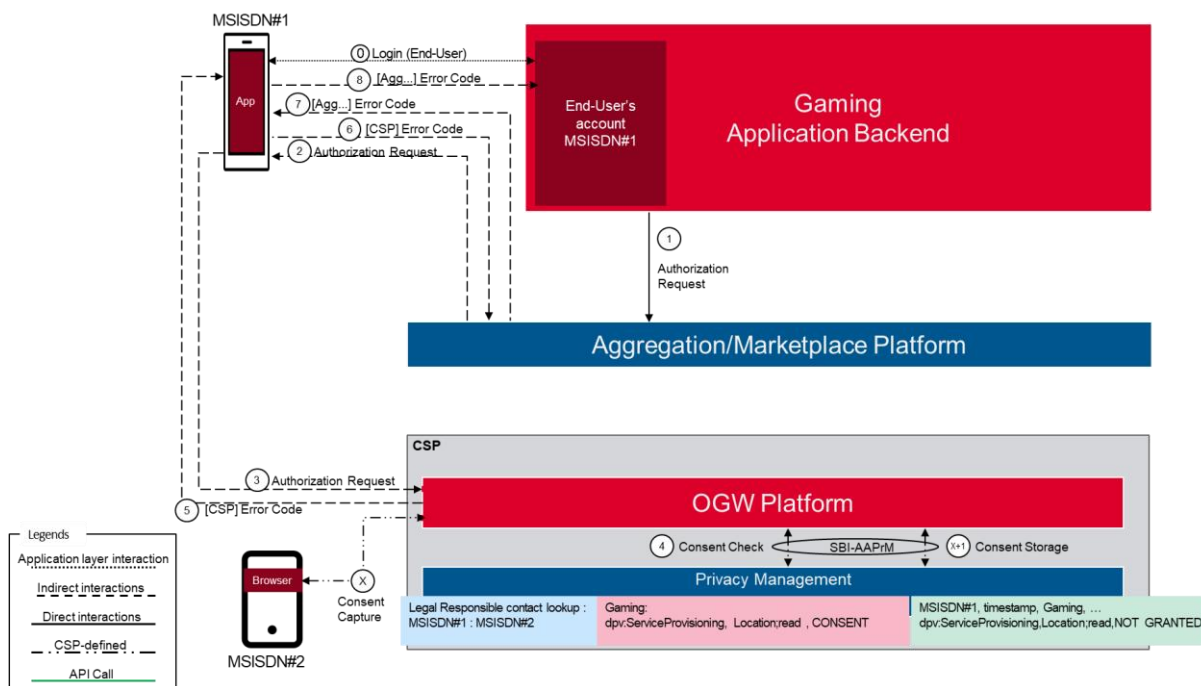 MSISDN#1
App
0 Login (End-User)
8 [Agg...] Error Code
7 [Agg...] Error Code
6 [CSP] Error Code
2 Authorization Request
End-User's
account
MSISDN#1
Gaming
Application Backend
1
Authorization
Request
Aggregation/Marketplace Platform
CSP
3 Authorization Request
5 [CSP] Error Code
OGW Platform
4 Consent Check
SBI-AAPrM
X+1 Consent Storage
Privacy Management
Legends
Application layer interaction
Indirect interactions
Direct interactions
CSP-defined
API Call
Browser
MSISDN#2
X
Consent
Capture
Legal Responsible contact lookup :
MSISDN#1 : MSISDN#2
Gaming:
dpv:ServiceProvisioning, Location;read , CONSENT
MSISDN#1, timestamp, Gaming, ...
dpv:ServiceProvisioning,Location;read,NOT GRANTED